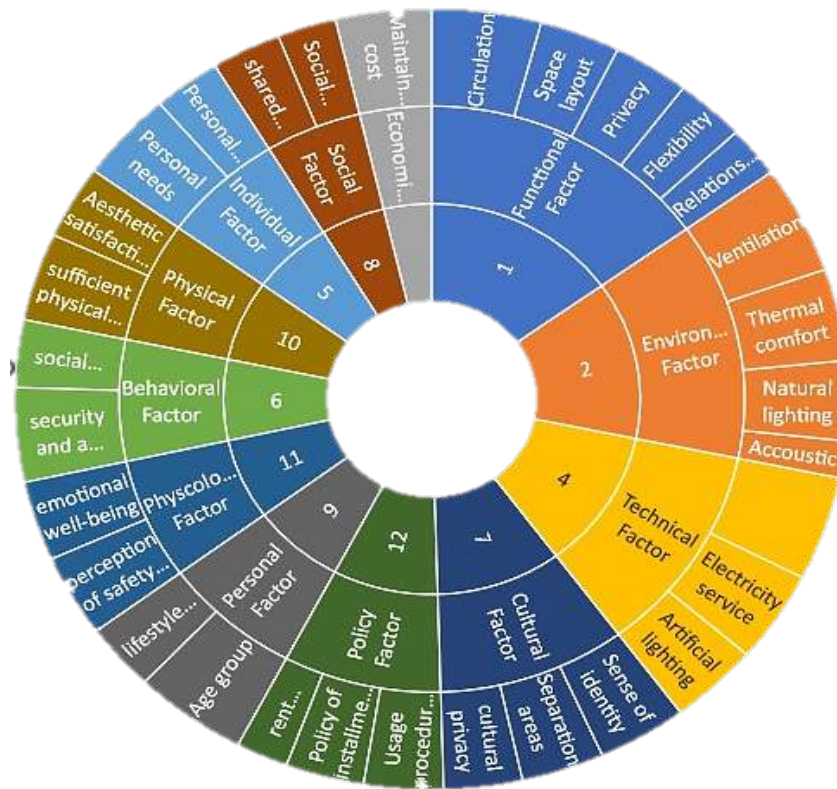 Circulation
Space
layout
Privacy
Flexibility
Relations...
Functional
Factor
1
Ventilation
Thermal
comfort
Natural
lighting
Accoustic
Environ...
Factor
2
Electricity
service
Artificial
lighting
Technical
Factor
4
Sense of
identity
Separation
areas
cultural
privacy
Cultural
Factor
7
Usage
procedur...
Policy of
installme...
rent...
Policy
Factor
12
Age group
lifestyle...
Personal
Factor
9
perception
of safety...
emotional
well-being
Physcolo...
Factor
11
security
and a...
social...
Behavioral
Factor
6
sufficient
physical...
Aesthetic
satisfacti...
Physical
Factor
10
Personal
needs
Personal...
Individual
Factor
5
shared...
Social...
Social
Factor
8
Maintain...
cost
Economi...